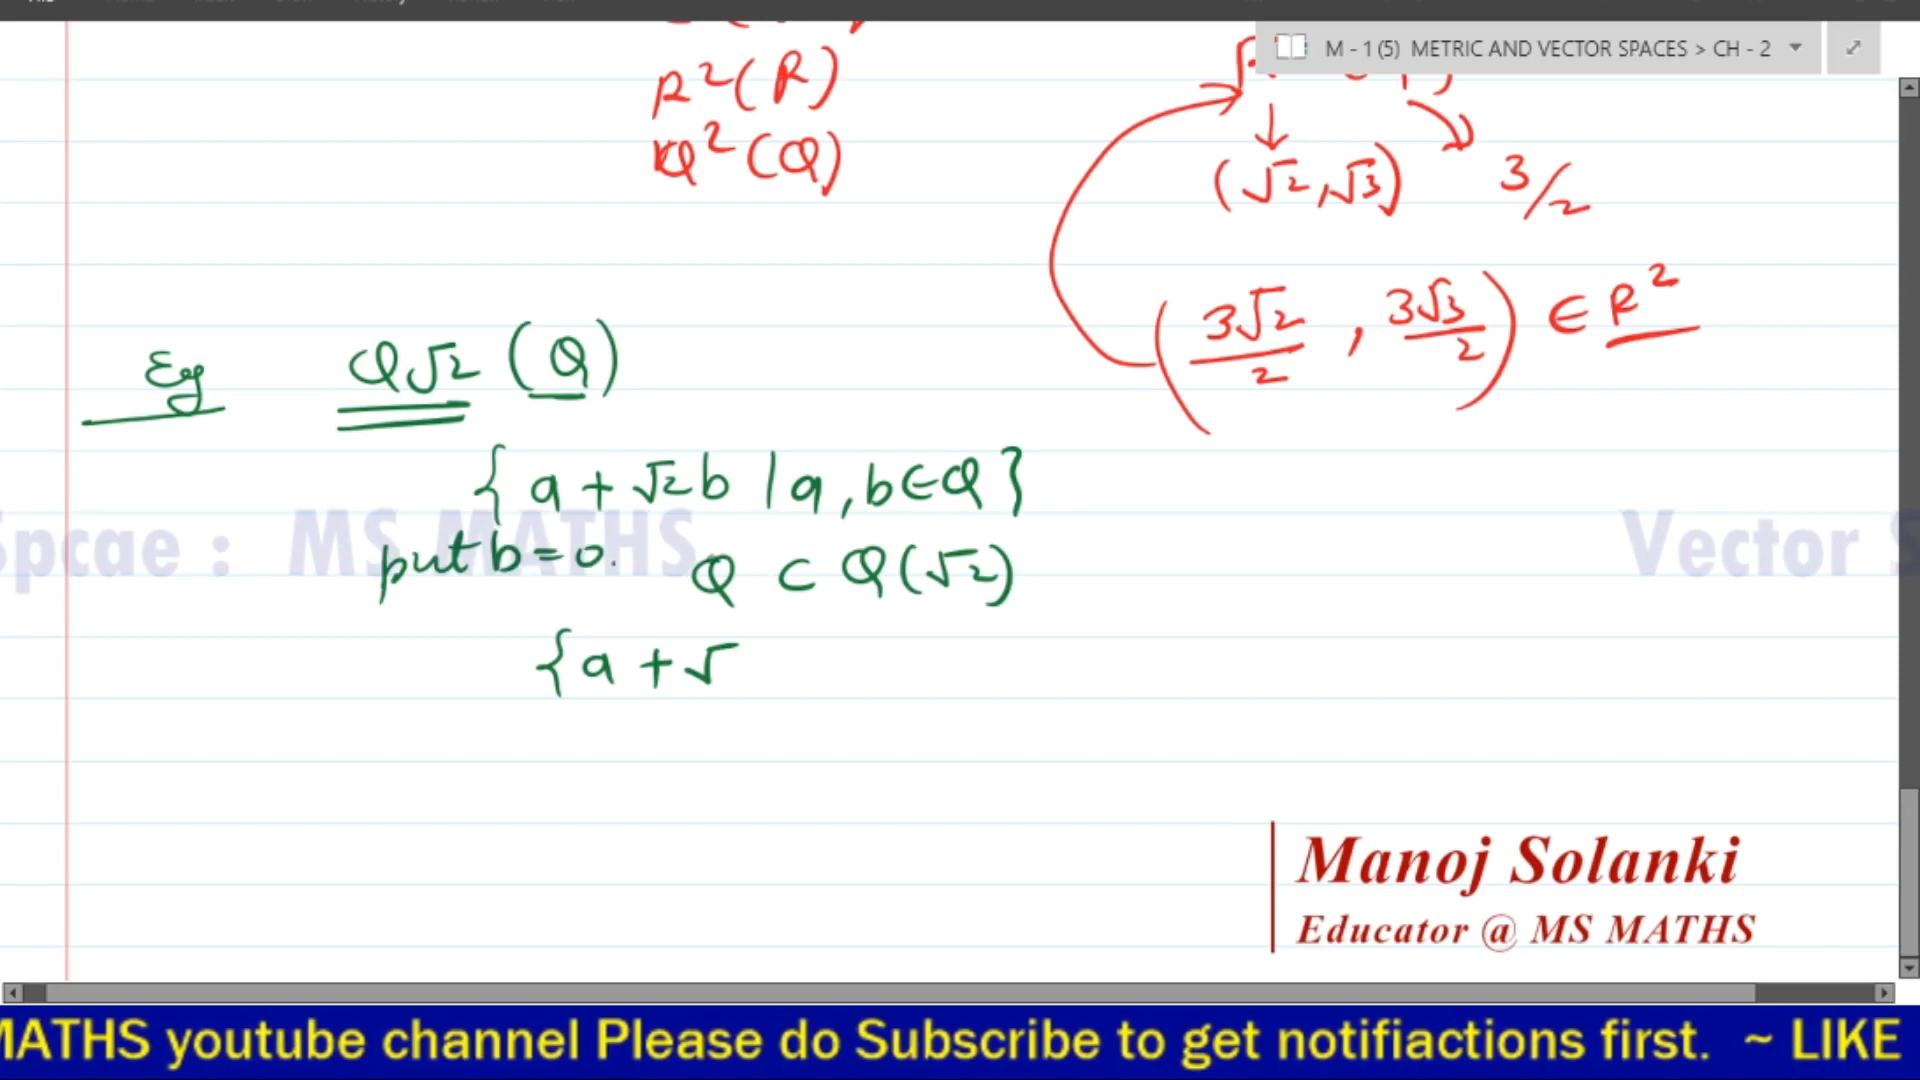 M - 1 (5) METRIC AND VECTOR SPACES > CH - 2
R²(R)
Q²(Q)
(√2, √3) 3/2
(3√2/2, 3√3/2) ∈ R²
Eg Q√2 (Q)
{a + √2b | a, b ∈ Q}
Spcae : MS MATHS Vector S
put b = 0. Q ⊂ Q(√2)
{a + √
Manoj Solanki
Educator @ MS MATHS
MATHS youtube channel Please do Subscribe to get notifiactions first. ~ LIKE